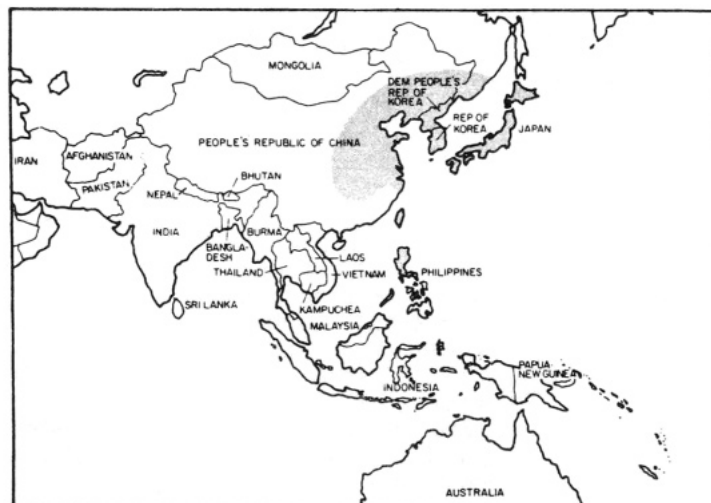 MONGOLIA
DEM PEOPLE'S
REP OF
KOREA
REP OF
KOREA
JAPAN
PEOPLE'S REPUBLIC OF CHINA
IRAN
AFGHANISTAN
PAKISTAN
NEPAL
BHUTAN
INDIA
BANGLA-
DESH
BURMA
LAOS
THAILAND
VIETNAM
PHILIPPINES
SRI LANKA
KAMPUCHEA
MALAYSIA
INDONESIA
PAPUA
NEW GUINEA
AUSTRALIA